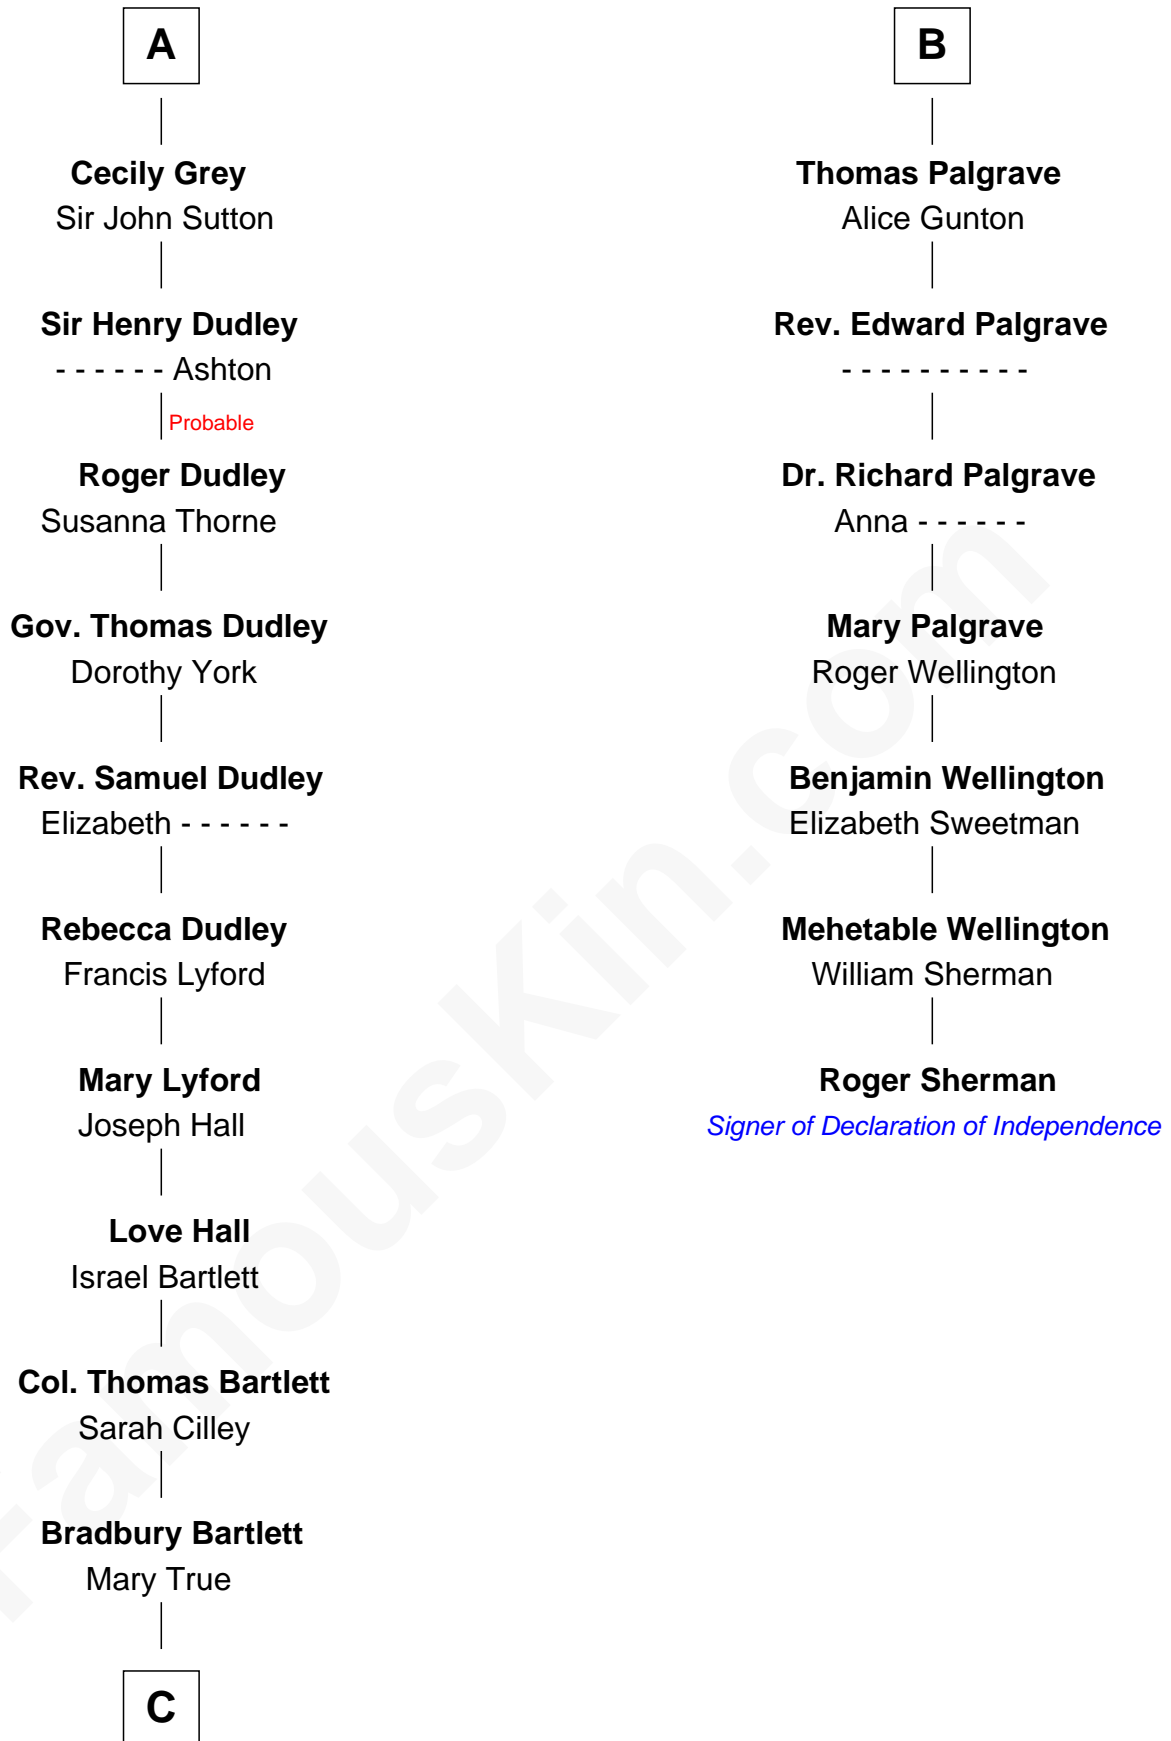 A
Cecily Grey
Sir John Sutton
Sir Henry Dudley
- - - - - - Ashton
Probable
Roger Dudley
Susanna Thorne
Gov. Thomas Dudley
Dorothy York
Rev. Samuel Dudley
Elizabeth - - - - - -
Rebecca Dudley
Francis Lyford
Mary Lyford
Joseph Hall
Love Hall
Israel Bartlett
Col. Thomas Bartlett
Sarah Cilley
Bradbury Bartlett
Mary True
C
B
Thomas Palgrave
Alice Gunton
Rev. Edward Palgrave
- - - - - - - - - -
Dr. Richard Palgrave
Anna - - - - - -
Mary Palgrave
Roger Wellington
Benjamin Wellington
Elizabeth Sweetman
Mehetable Wellington
William Sherman
Roger Sherman
Signer of Declaration of Independence
FamousKin.com